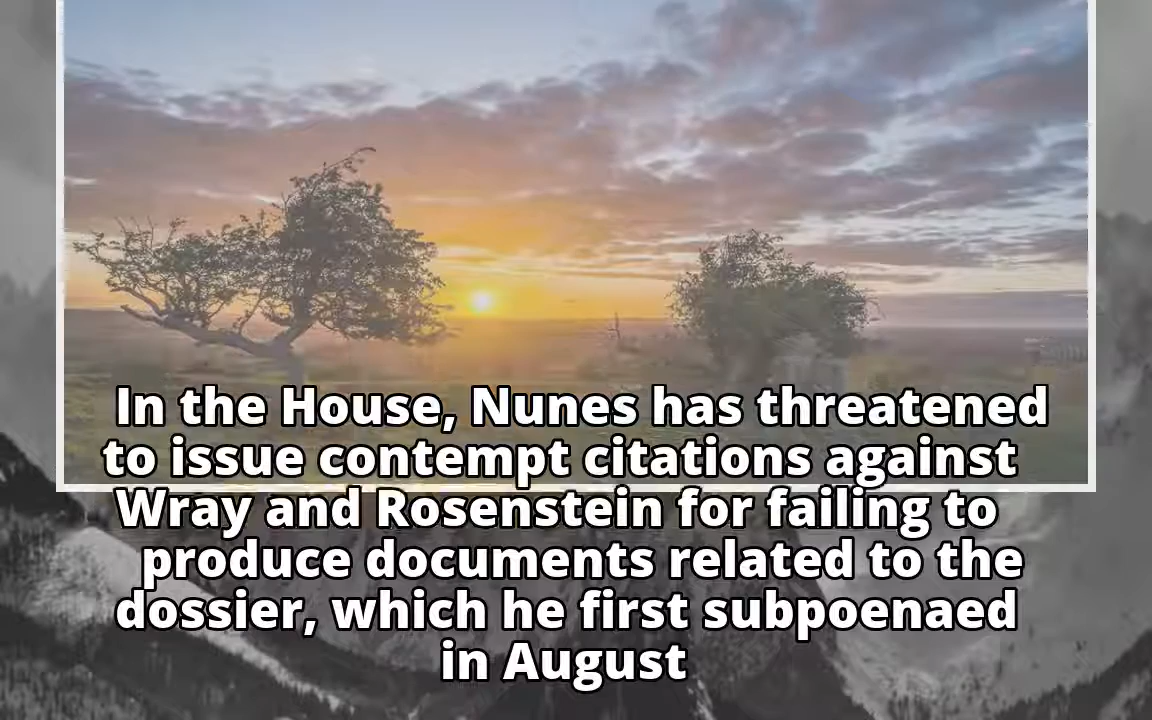 In the House, Nunes has threatened
to issue contempt citations against
Wray and Rosenstein for failing to
produce documents related to the
dossier, which he first subpoenaed
in August